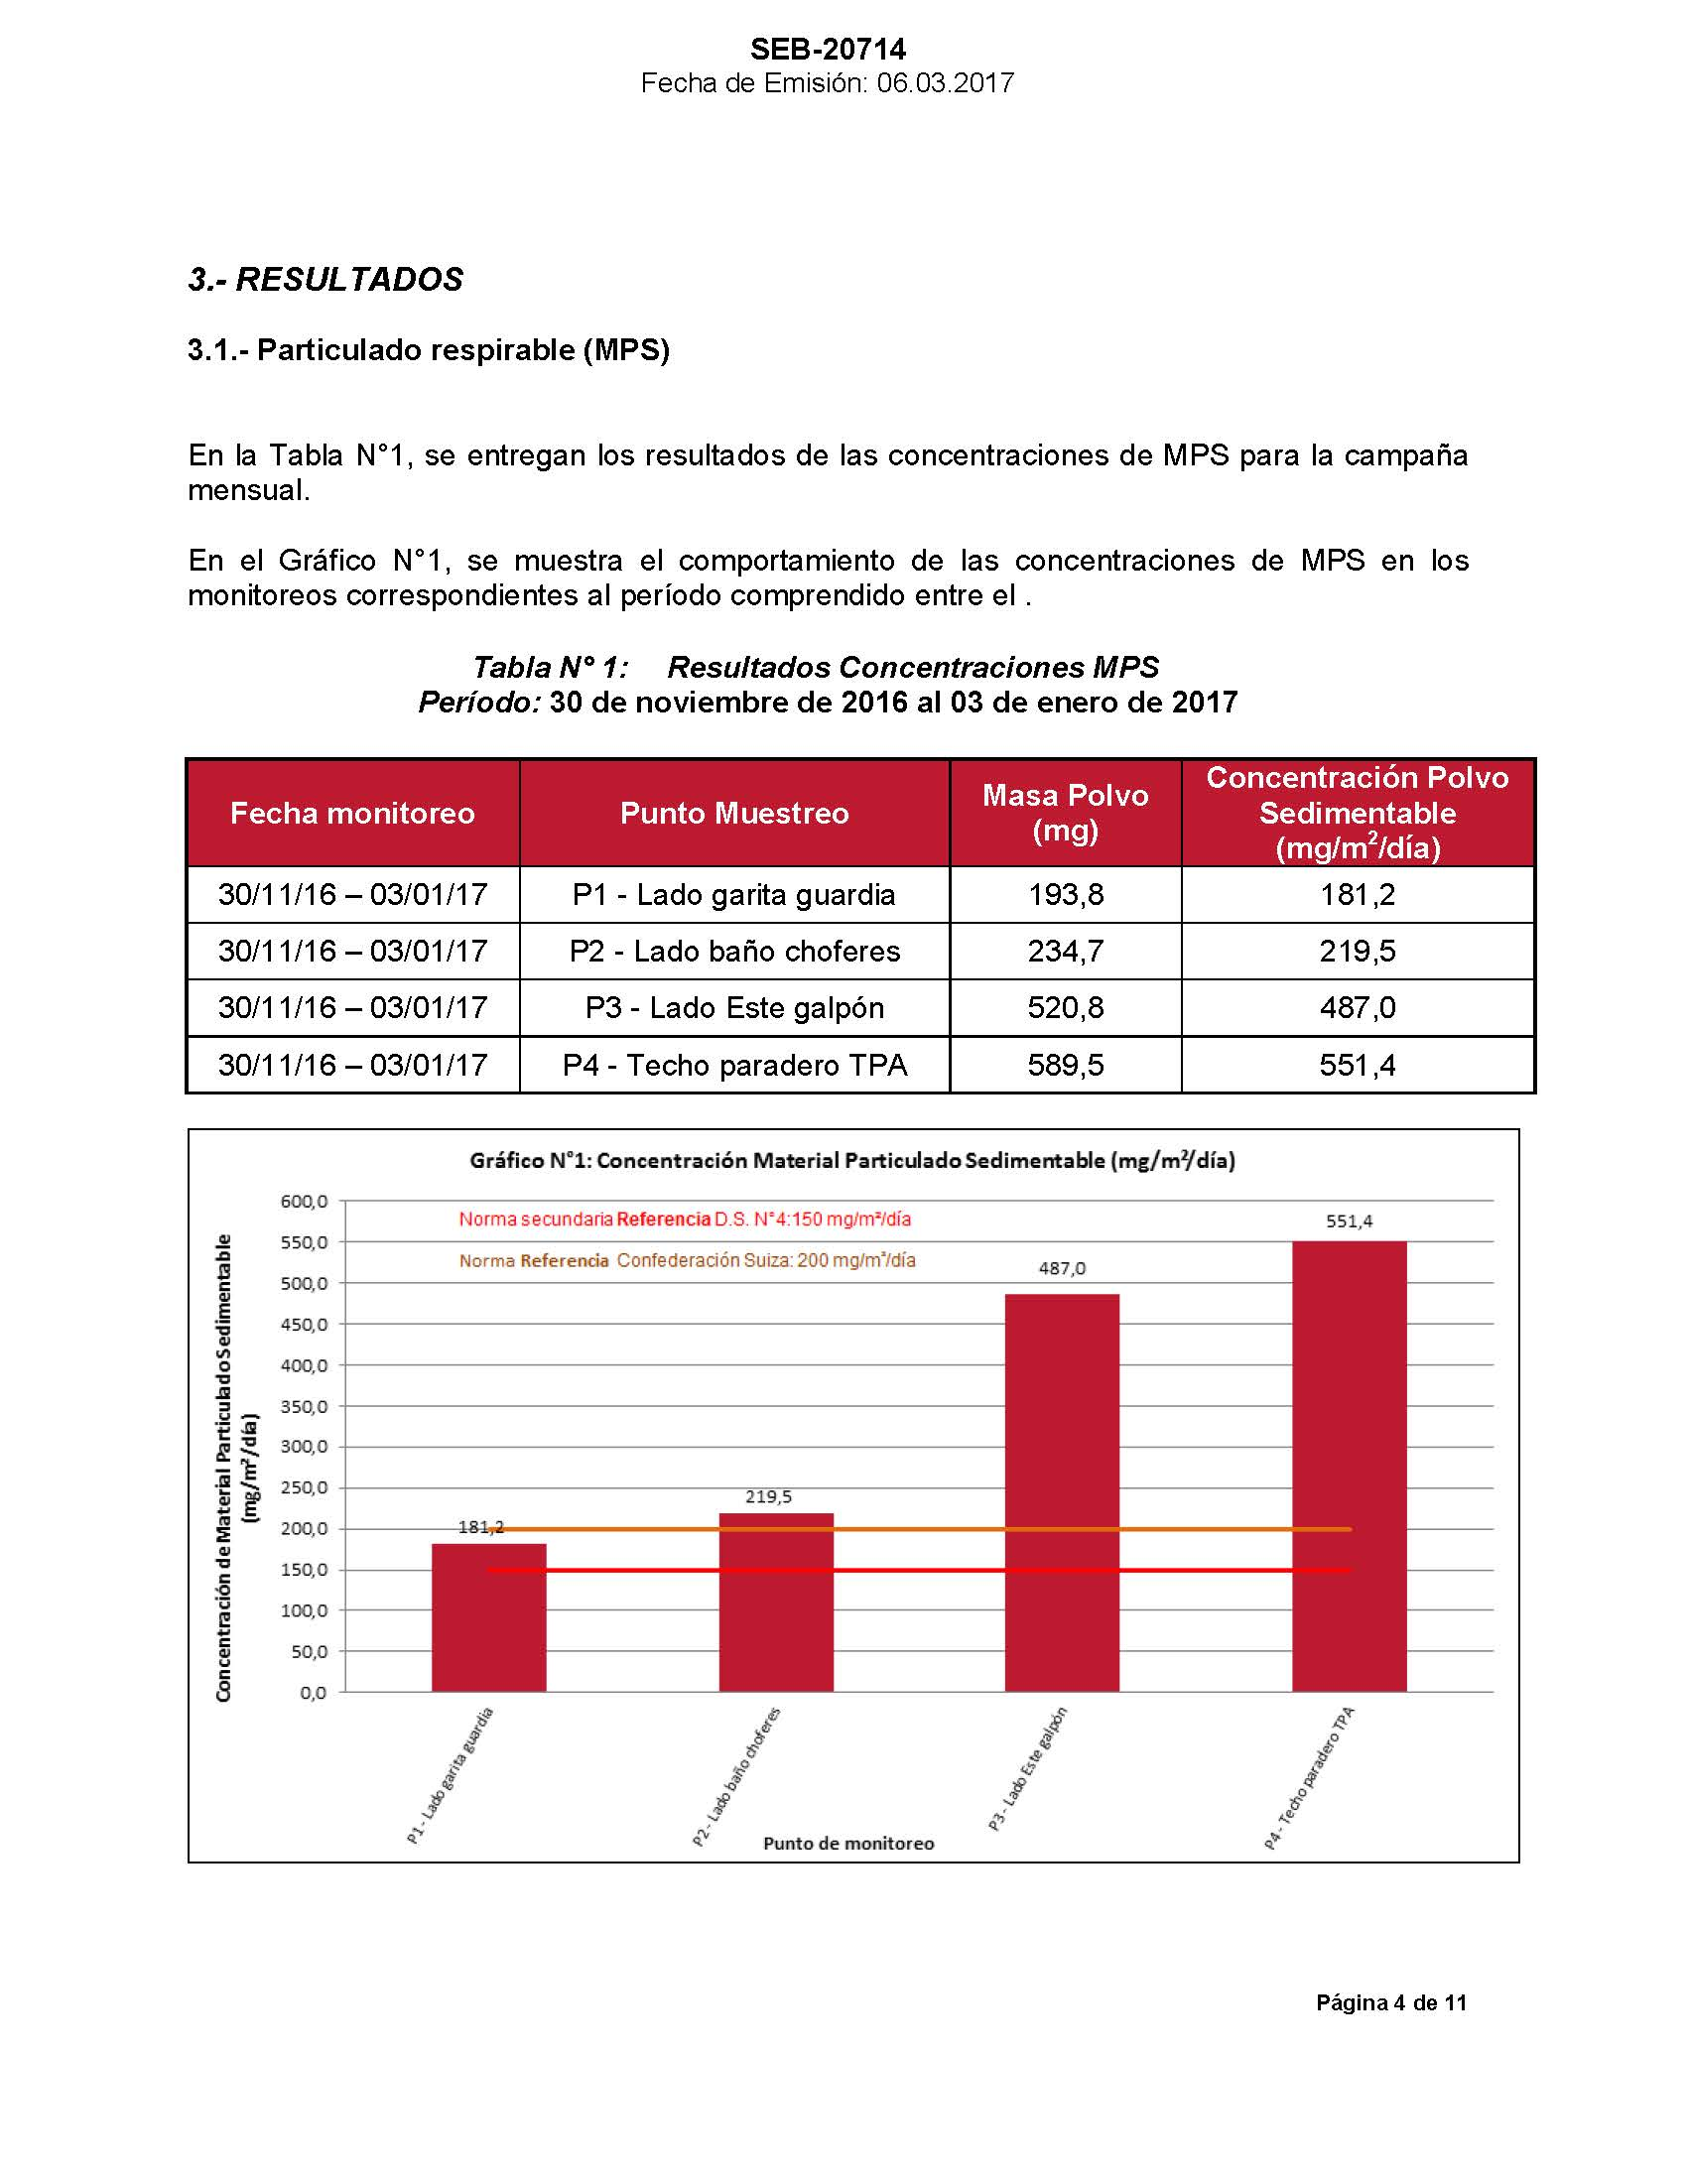 SEB-20714
Fecha de Emisión: 06.03.2017
3.- RESULTADOS
3.1.- Particulado respirable (MPS)
En la Tabla N°1, se entregan los resultados de las concentraciones de MPS para la campaña
mensual.
En el Gráfico N°1, se muestra el comportamiento de las concentraciones de MPS en los
monitoreos correspondientes al período comprendido entre el .
Tabla N° 1: Resultados Concentraciones MPS
Período: 30 de noviembre de 2016 al 03 de enero de 2017
Fecha monitoreo Punto Muestreo Masa Polvo (mg) Concentración Polvo Sedimentable (mg/m²/día)
30/11/16 – 03/01/17 P1 - Lado garita guardia 193,8 181,2
30/11/16 – 03/01/17 P2 - Lado baño choferes 234,7 219,5
30/11/16 – 03/01/17 P3 - Lado Este galpón 520,8 487,0
30/11/16 – 03/01/17 P4 - Techo paradero TPA 589,5 551,4
Gráfico N°1: Concentración Material Particulado Sedimentable (mg/m²/día)
Concentración de Material Particulado Sedimentable
(mg/m²/día)
600,0
550,0
500,0
450,0
400,0
350,0
300,0
250,0
200,0
150,0
100,0
50,0
0,0
Norma secundaria Referencia D.S. N°4:150 mg/m²/día
Norma Referencia Confederación Suiza: 200 mg/m²/día
181,2
219,5
487,0
551,4
P1 - Lado garita guardia
P2 - Lado baño choferes
P3 - Lado Este galpón
P4 - Techo paradero TPA
Punto de monitoreo
Página 4 de 11